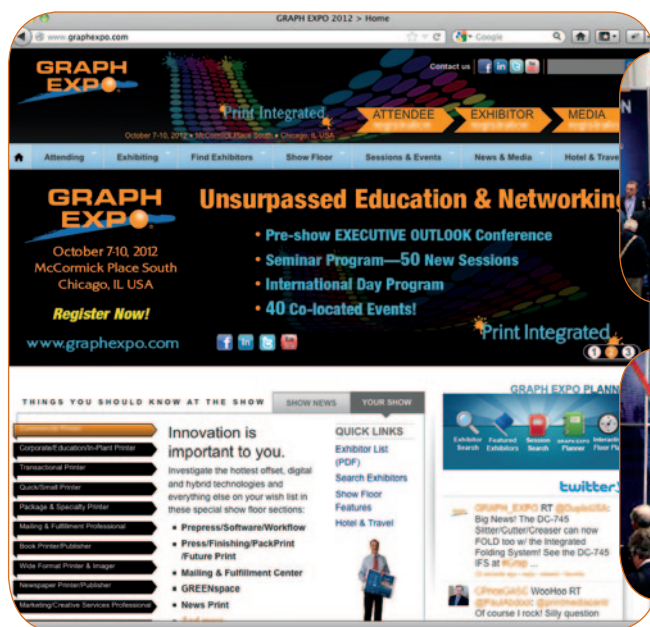 GRAPH EXPO 2012 > Home
www.graphexpo.com
Google
GRAPH
EXPO
Contact us
Print Integrated
October 7-10, 2012 • McCormick Place South • Chicago, IL USA
ATTENDEE
EXHIBITOR
MEDIA
Attending
Exhibiting
Find Exhibitors
Show Floor
Sessions & Events
News & Media
Hotel & Trave
GRAPH
EXPO
October 7-10, 2012
McCormick Place South
Chicago, IL USA
Register Now!
www.graphexpo.com
Unsurpassed Education & Networking
• Pre-show EXECUTIVE OUTLOOK Conference
• Seminar Program—50 New Sessions
• International Day Program
• 40 Co-located Events!
Print Integrated
1 2 3
THINGS YOU SHOULD KNOW AT THE SHOW
SHOW NEWS
YOUR SHOW
Corporate/Education/In-Plant Printer
Transactional Printer
Quick/Small Printer
Package & Specialty Printer
Mailing & Fulfillment Professional
Book Printer/Publisher
Wide Format Printer & Imager
Newspaper Printer/Publisher
Marketing/Creative Services Professional
Innovation is
important to you.
Investigate the hottest offset, digital
and hybrid technologies and
everything else on your wish list in
these special show floor sections:
▪ Prepress/Software/Workflow
▪ Press/Finishing/PackPrint
/Future Print
▪ Mailing & Fulfillment Center
▪ GREENspace
▪ News Print
QUICK LINKS
Exhibitor List
(PDF)
Search Exhibitors
Show Floor
Features
Hotel & Travel
GRAPH EXPO PLANN
Exhibitor
Search
Featured
Exhibitors
Session
Search
GRAPH EXPO
Planner
Interactiv
Floor Pla
twitter
GRAPH_EXPO RT @DuploUSA:
Big News! The DC-745
Slitter/Cutter/Creaser can now
FOLD too w/ the Integrated
Folding System! See the DC-745
IFS at
WooHoo RT
Of course I rock! Silly question